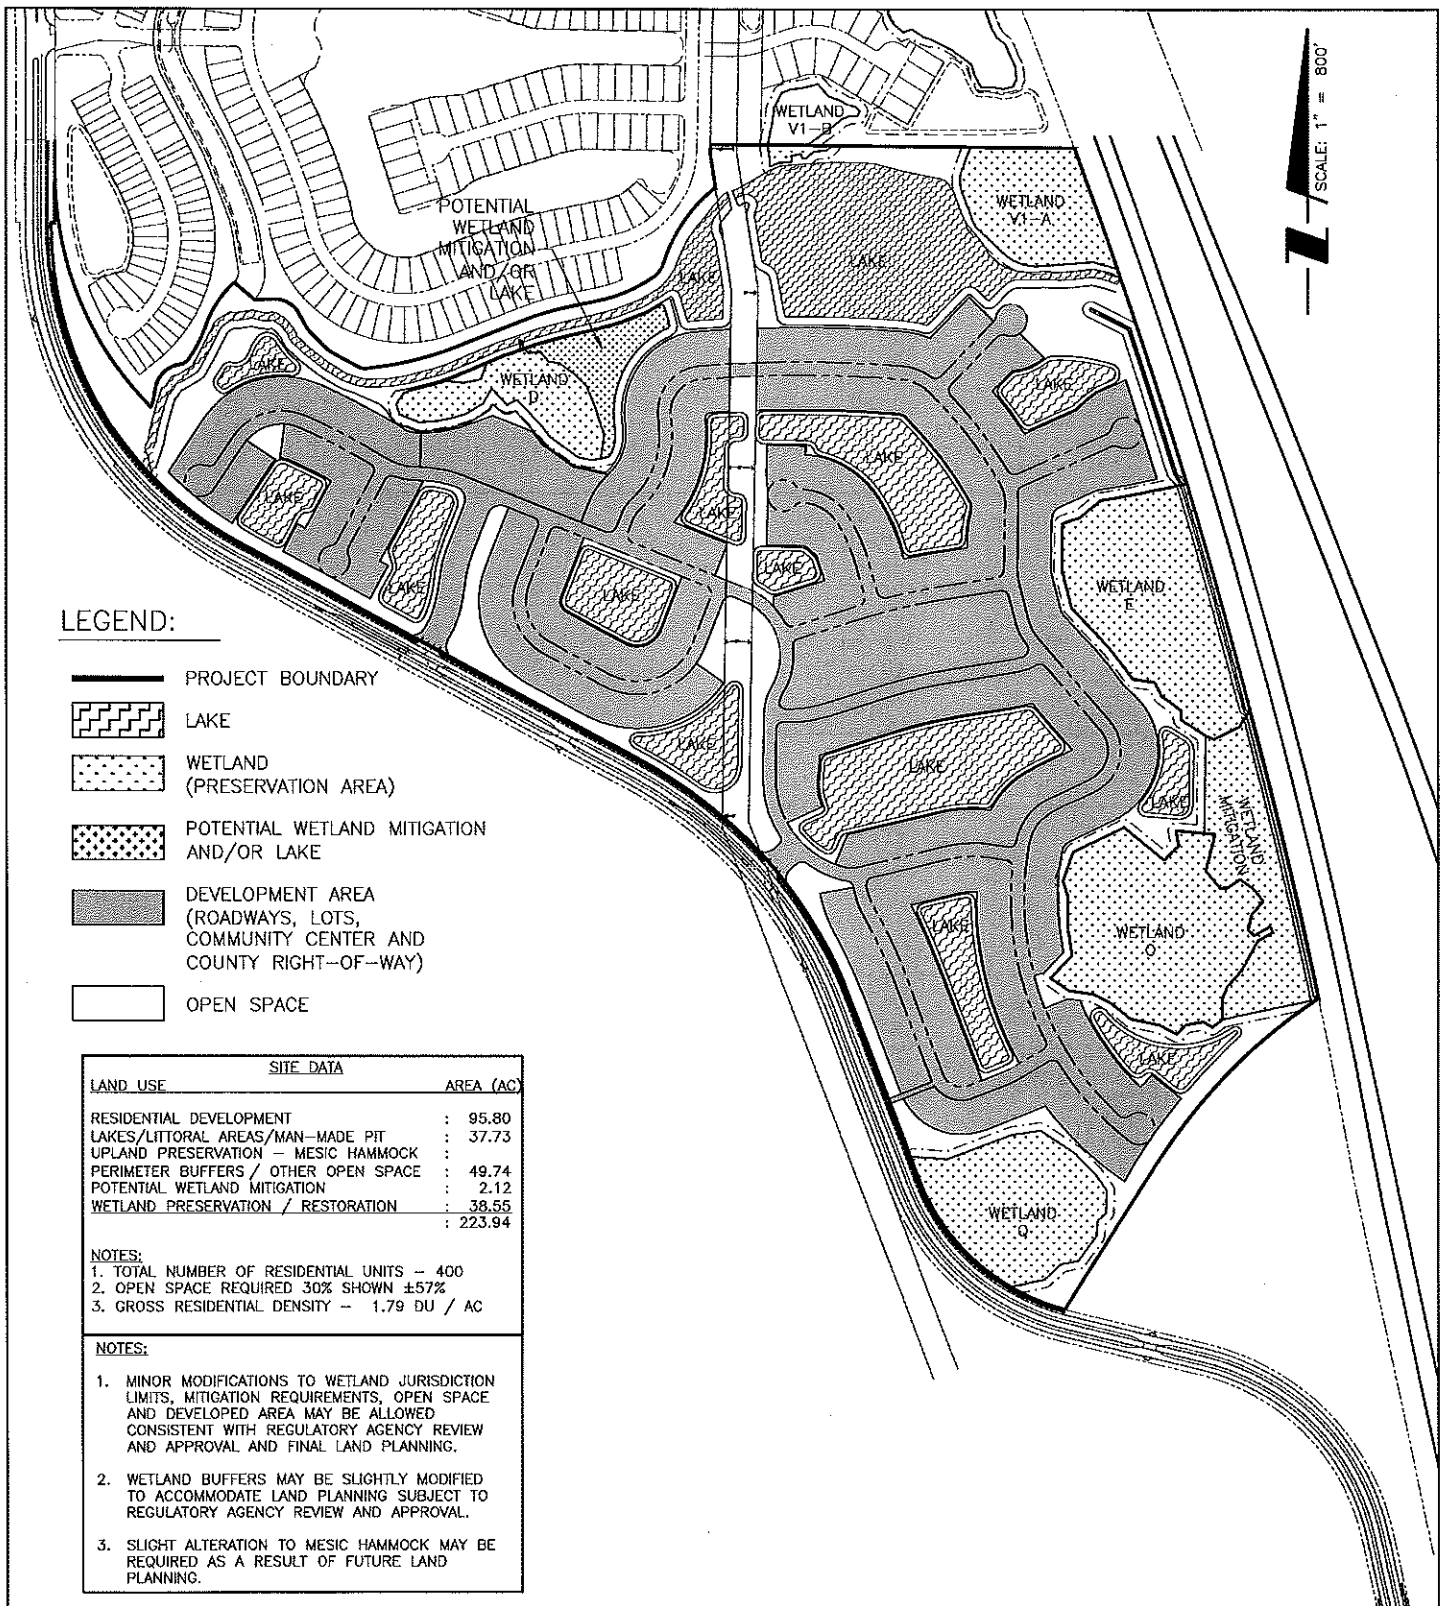 SCALE: 1" = 800'
WETLAND
V1-B
POTENTIAL
WETLAND
MITIGATION
AND/OR
LAKE
WETLAND
V1-A
LAKE
LAKE
LAKE
WETLAND
D
LAKE
LAKE
LAKE
LAKE
LAKE
LAKE
LAKE
WETLAND
E
LAKE
LAKE
LAKE
LAKE
WETLAND
MITIGATION
LAKE
WETLAND
O
LAKE
WETLAND
Q
LEGEND:
PROJECT BOUNDARY
LAKE
WETLAND
(PRESERVATION AREA)
POTENTIAL WETLAND MITIGATION
AND/OR LAKE
DEVELOPMENT AREA
(ROADWAYS, LOTS,
COMMUNITY CENTER AND
COUNTY RIGHT-OF-WAY)
OPEN SPACE
SITE DATA
LAND USE AREA (AC)
RESIDENTIAL DEVELOPMENT : 95.80
LAKES/LITTORAL AREAS/MAN-MADE PIT : 37.73
UPLAND PRESERVATION - MESIC HAMMOCK :
PERIMETER BUFFERS / OTHER OPEN SPACE : 49.74
POTENTIAL WETLAND MITIGATION : 2.12
WETLAND PRESERVATION / RESTORATION : 38.55
: 223.94
NOTES:
1. TOTAL NUMBER OF RESIDENTIAL UNITS - 400
2. OPEN SPACE REQUIRED 30% SHOWN ±57%
3. GROSS RESIDENTIAL DENSITY - 1.79 DU / AC
NOTES:
1. MINOR MODIFICATIONS TO WETLAND JURISDICTION
LIMITS, MITIGATION REQUIREMENTS, OPEN SPACE
AND DEVELOPED AREA MAY BE ALLOWED
CONSISTENT WITH REGULATORY AGENCY REVIEW
AND APPROVAL AND FINAL LAND PLANNING.
2. WETLAND BUFFERS MAY BE SLIGHTLY MODIFIED
TO ACCOMMODATE LAND PLANNING SUBJECT TO
REGULATORY AGENCY REVIEW AND APPROVAL.
3. SLIGHT ALTERATION TO MESIC HAMMOCK MAY BE
REQUIRED AS A RESULT OF FUTURE LAND
PLANNING.